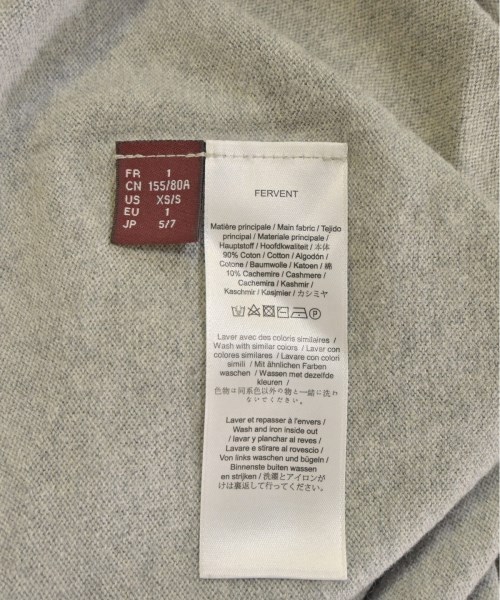 FR 1
CN 155/80A
US XS/S
EU 1
JP 5/7
FERVENT
Matière principale / Main fabric / Tejido
principal / Materiale principale /
Hauptstoff / Hoofdkwaliteit / 本体
90% Coton / Cotton / Algodón /
Cotone / Baumwolle / Katoen / 綿
10% Cachemire / Cashmere /
Cachemira / Kashmir /
Kaschmir / Kasjmier / カシミヤ
Laver avec des coloris similaires /
Wash with similar colors / Laver con
colores similares / Lavare con colori
simili / Mit ähnlichen Farben
waschen / Wassen met dezelfde
kleuren /
色物は同系色以外の物と一緒に洗わ
ないでください。
Laver et repasser à l'envers /
Wash and iron inside out
/ lavar y planchar al reves /
Lavare e stirare al rovescio /
Von links waschen und bügeln /
Binnenste buiten wassen
en strijken / 洗濯とアイロンが
けは裏返して行ってください。